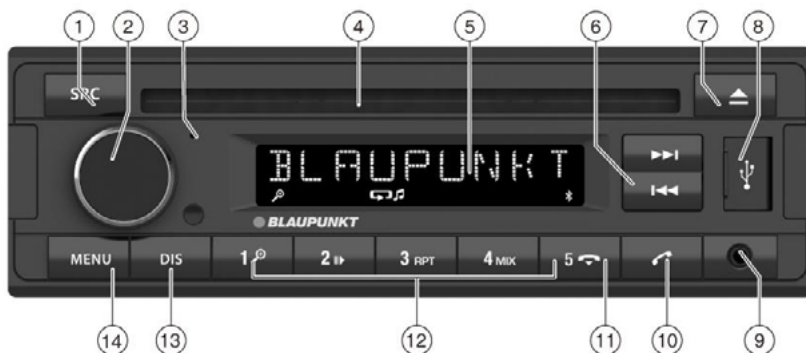 1 2 3 4 5 6 7 8
SRC
BLAUPUNKT
BLAUPUNKT
MENU DIS 1 2 3 RPT 4 MIX 5
14 13 12 11 10 9